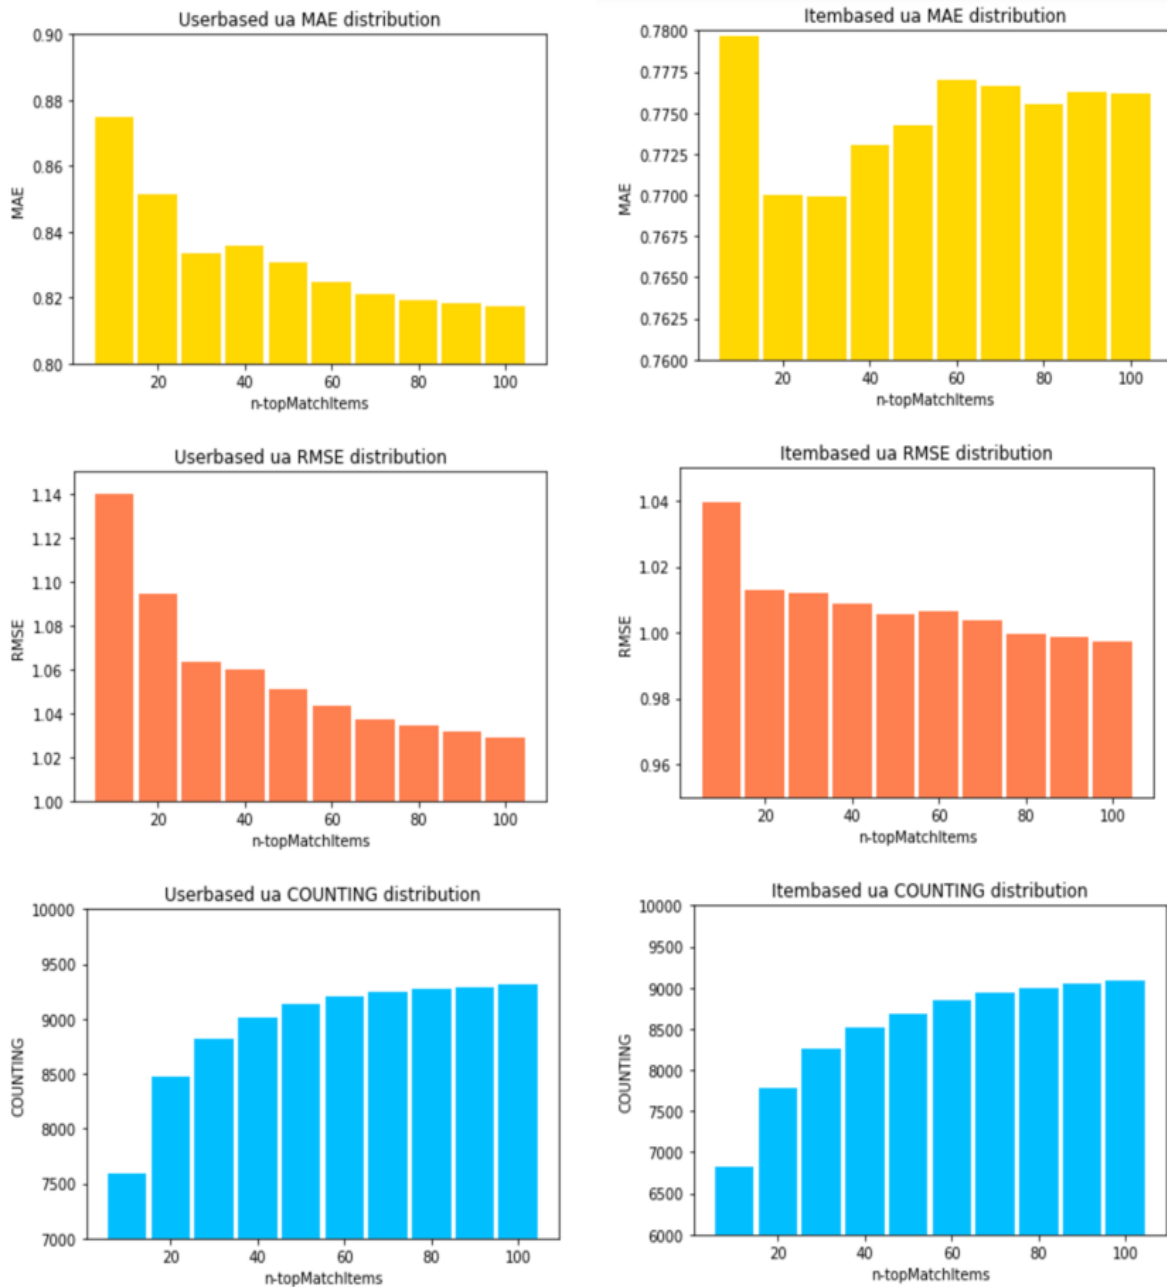 Userbased ua MAE distribution
0.90
0.88
0.86
0.84
0.82
0.80
MAE
20 40 60 80 100
n-topMatchItems
Itembased ua MAE distribution
0.7800
0.7775
0.7750
0.7725
0.7700
0.7675
0.7650
0.7625
0.7600
MAE
20 40 60 80 100
n-topMatchItems
Userbased ua RMSE distribution
1.14
1.12
1.10
1.08
1.06
1.04
1.02
1.00
RMSE
20 40 60 80 100
n-topMatchItems
Itembased ua RMSE distribution
1.04
1.02
1.00
0.98
0.96
RMSE
20 40 60 80 100
n-topMatchItems
Userbased ua COUNTING distribution
10000
9500
9000
8500
8000
7500
7000
COUNTING
20 40 60 80 100
n-topMatchItems
Itembased ua COUNTING distribution
10000
9500
9000
8500
8000
7500
7000
6500
6000
COUNTING
20 40 60 80 100
n-topMatchItems